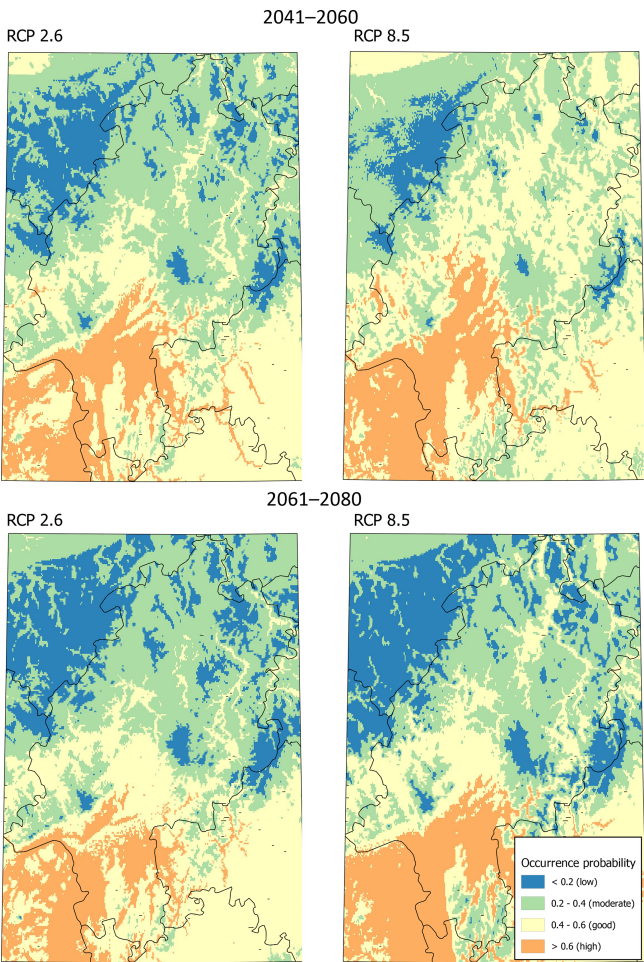 2041–2060
RCP 2.6
RCP 8.5
2061–2080
RCP 2.6
RCP 8.5
Occurrence probability
< 0.2 (low)
0.2 - 0.4 (moderate)
0.4 - 0.6 (good)
> 0.6 (high)